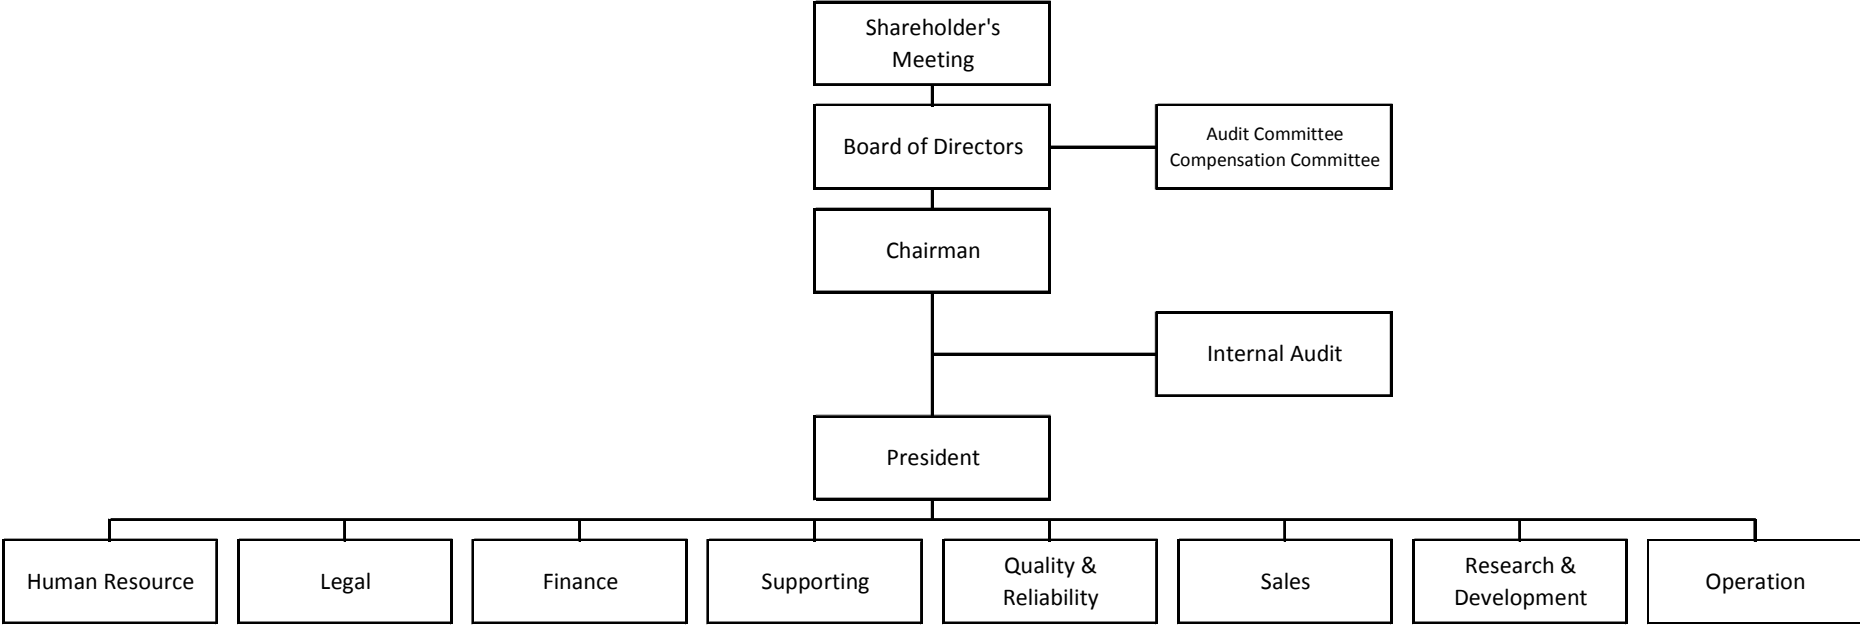 Shareholder's
Meeting
Board of Directors
Audit Committee
Compensation Committee
Chairman
Internal Audit
President
Human Resource
Legal
Finance
Supporting
Quality &
Reliability
Sales
Research &
Development
Operation